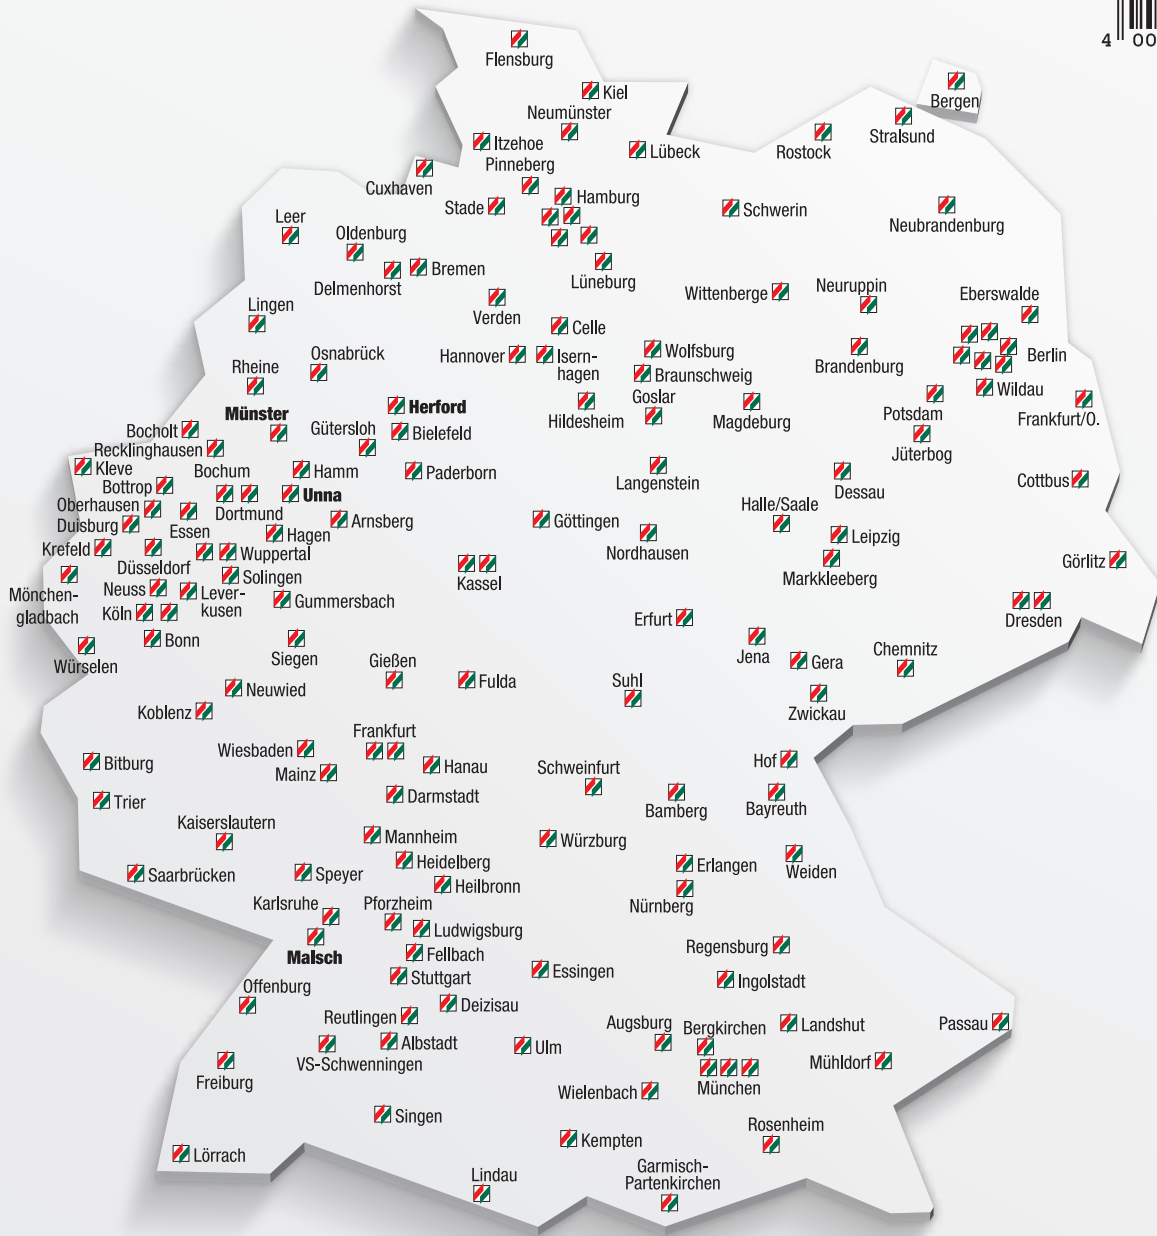 4 00
Flensburg
Kiel
Bergen
Neumünster
Stralsund
Itzehoe
Lübeck
Rostock
Pinneberg
Cuxhaven
Hamburg
Stade
Schwerin
Leer
Neubrandenburg
Oldenburg
Bremen
Lüneburg
Delmenhorst
Wittenberge
Neuruppin
Eberswalde
Lingen
Verden
Celle
Osnabrück
Hannover
Isern-
hagen
Wolfsburg
Brandenburg
Berlin
Rheine
Braunschweig
Wildau
Münster
Herford
Goslar
Hildesheim
Magdeburg
Potsdam
Frankfurt/O.
Bocholt
Gütersloh
Bielefeld
Jüterbog
Recklinghausen
Kleve
Bochum
Hamm
Paderborn
Langenstein
Dessau
Cottbus
Bottrop
Unna
Oberhausen
Dortmund
Halle/Saale
Duisburg
Essen
Hagen
Arnsberg
Göttingen
Nordhausen
Leipzig
Krefeld
Wuppertal
Düsseldorf
Markkleeberg
Görlitz
Solingen
Kassel
Mönchen-
gladbach
Neuss
Lever-
kusen
Gummersbach
Köln
Erfurt
Dresden
Bonn
Würselen
Siegen
Jena
Gera
Chemnitz
Gießen
Neuwied
Fulda
Suhl
Koblenz
Zwickau
Frankfurt
Wiesbaden
Bitburg
Hanau
Schweinfurt
Hof
Mainz
Trier
Darmstadt
Bamberg
Bayreuth
Kaiserslautern
Mannheim
Würzburg
Heidelberg
Erlangen
Weiden
Saarbrücken
Speyer
Heilbronn
Karlsruhe
Pforzheim
Nürnberg
Ludwigsburg
Malsch
Fellbach
Regensburg
Stuttgart
Essingen
Ingolstadt
Offenburg
Deizisau
Reutlingen
Augsburg
Bergkirchen
Landshut
Passau
Albstadt
Ulm
VS-Schwenningen
Mühldorf
Freiburg
Wielenbach
München
Singen
Rosenheim
Kempten
Lörrach
Lindau
Garmisch-
Partenkirchen